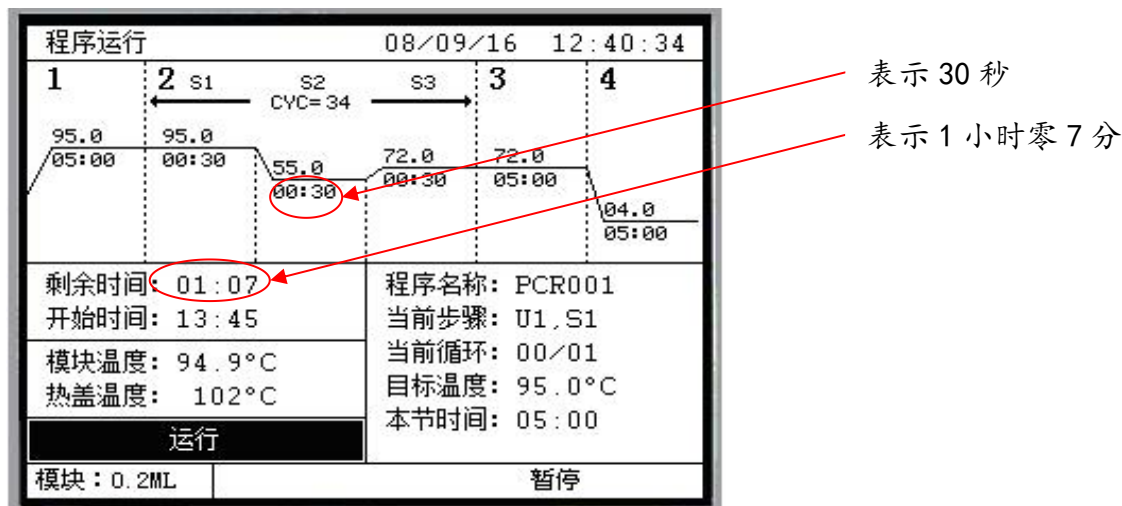 程序运行 08/09/16 12:40:34
1 2 S1 S2 S3 3 4
CYC=34
95.0 95.0 55.0 72.0 72.0 04.0
05:00 00:30 00:30 00:30 05:00 05:00
剩余时间: 01:07
开始时间: 13:45
模块温度: 94.9°C
热盖温度: 102°C
运行
程序名称: PCR001
当前步骤: U1,S1
当前循环: 00/01
目标温度: 95.0°C
本节时间: 05:00
模块:0.2ML 暂停
表示 30 秒
表示 1 小时零 7 分